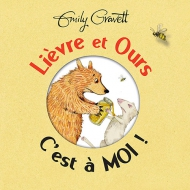 Emily Gravett
Lièvre et Ours
C'est à MOI !